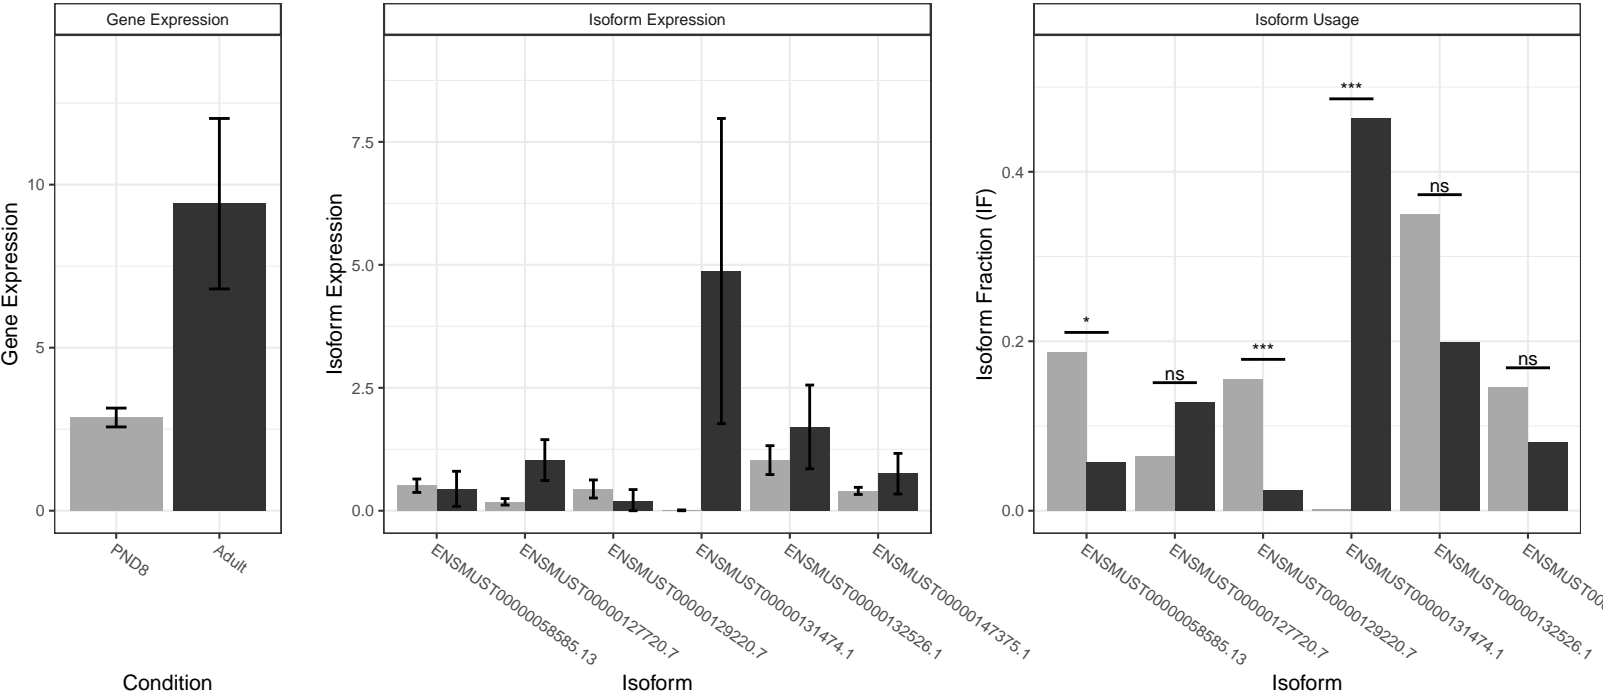 Gene Expression
Isoform Expression
Isoform Usage
Gene Expression
10
5
0
PND8
Adult
Condition
Isoform Expression
7.5
5.0
2.5
0.0
ENSMUST00000058585.13
ENSMUST00000127720.7
ENSMUST00000129220.7
ENSMUST00000131474.1
ENSMUST00000132526.1
ENSMUST00000147375.1
Isoform
Isoform Fraction (IF)
0.4
0.2
0.0
*
ns
***
***
ns
ns
ENSMUST00000058585.13
ENSMUST00000127720.7
ENSMUST00000129220.7
ENSMUST00000131474.1
ENSMUST00000132526.1
Isoform